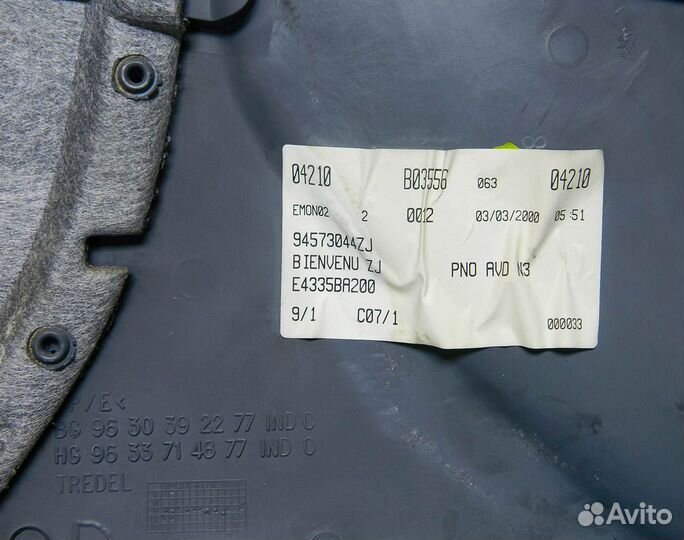 04210 B03556 063 04210
EMON02 2 0012 03/03/2000 05:51
94573044ZJ
BIENVENU ZJ PNO AVD N3
E4335BA200
9/1 C07/1 000033
P/E<
BG 96 30 39 22 77 IND C
HG 96 33 71 48 77 IND C
TREDEL
Avito